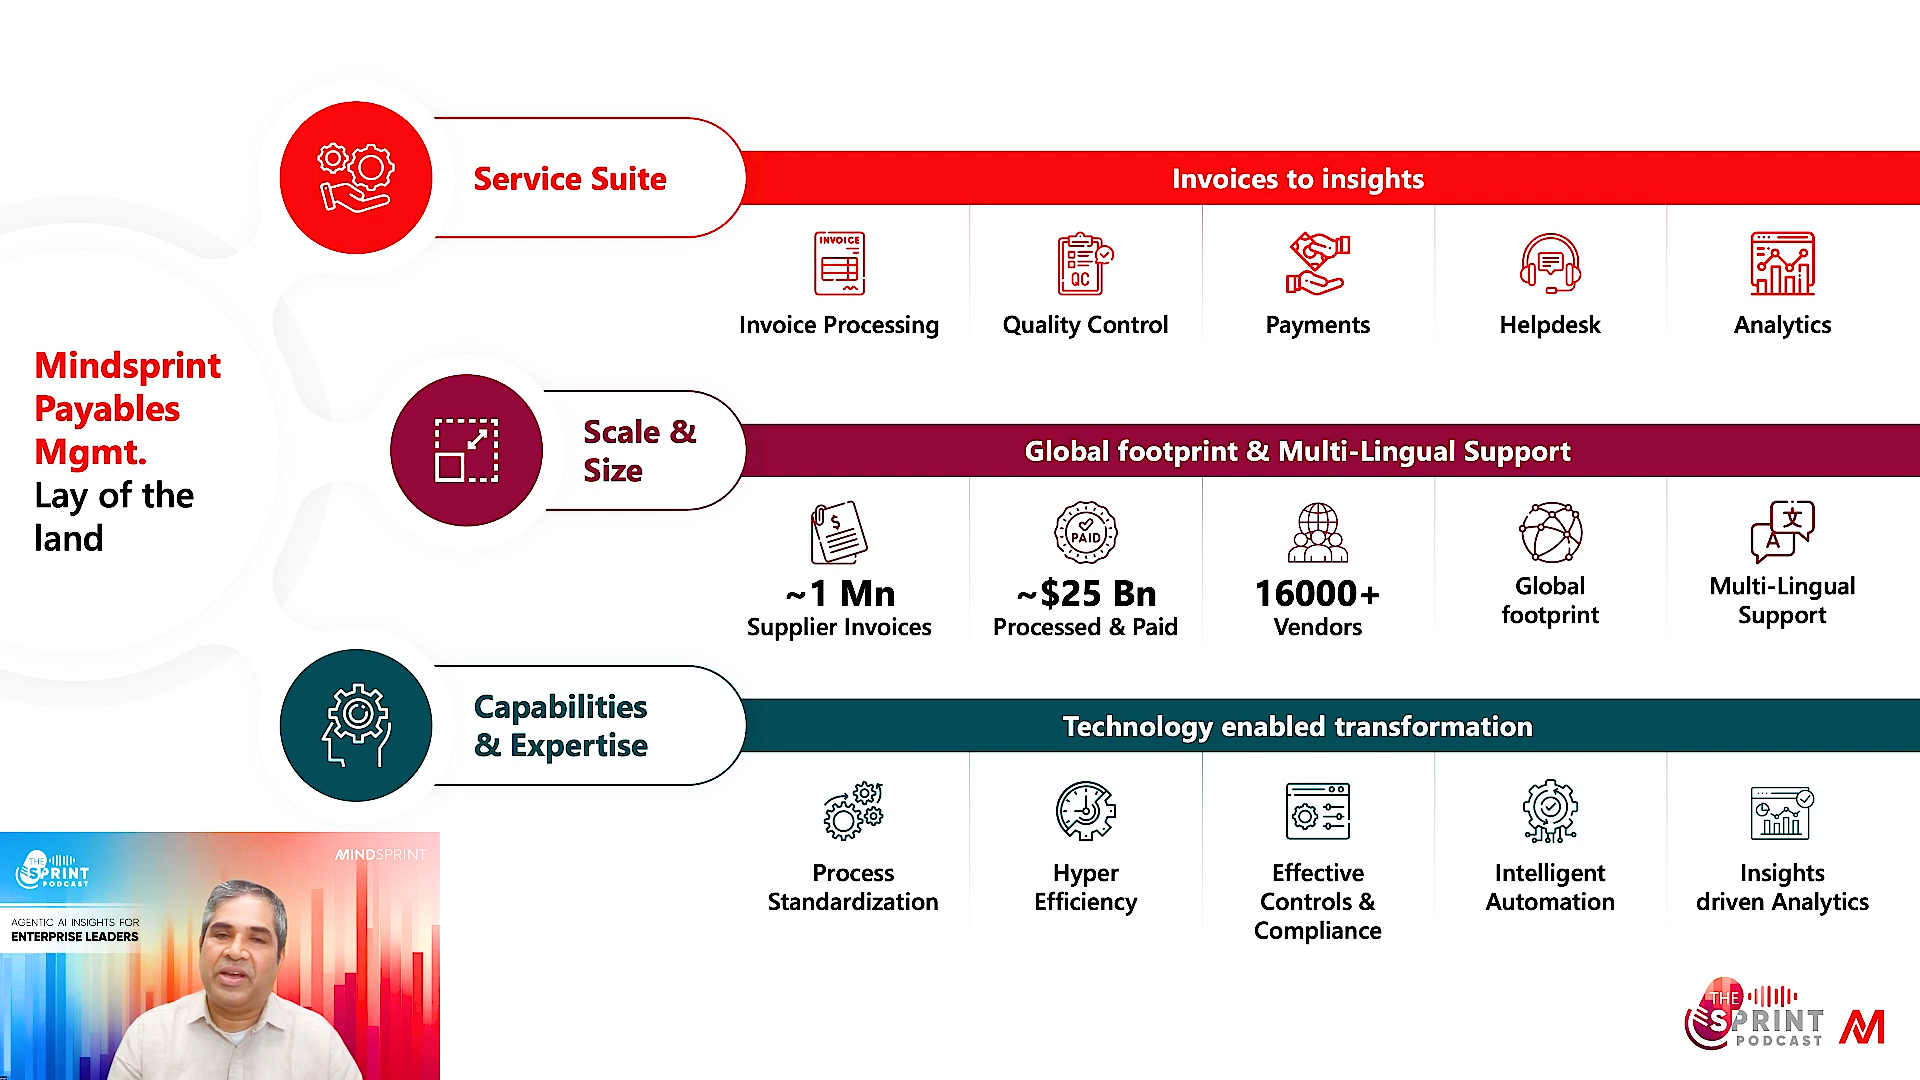 Mindsprint
Payables
Mgmt.
Lay of the
land
Service Suite
Invoices to insights
INVOICE
Invoice Processing
QC
Quality Control
Payments
Helpdesk
Analytics
Scale &
Size
Global footprint & Multi-Lingual Support
$
~1 Mn
Supplier Invoices
PAID
~$25 Bn
Processed & Paid
16000+
Vendors
Global
footprint
文
A
Multi-Lingual
Support
Capabilities
& Expertise
Technology enabled transformation
Process
Standardization
Hyper
Efficiency
Effective
Controls &
Compliance
Intelligent
Automation
Insights
driven Analytics
THE
SPRINT
PODCAST
MINDSPRINT
AGENTIC AI INSIGHTS FOR
ENTERPRISE LEADERS
THE
SPRINT
PODCAST